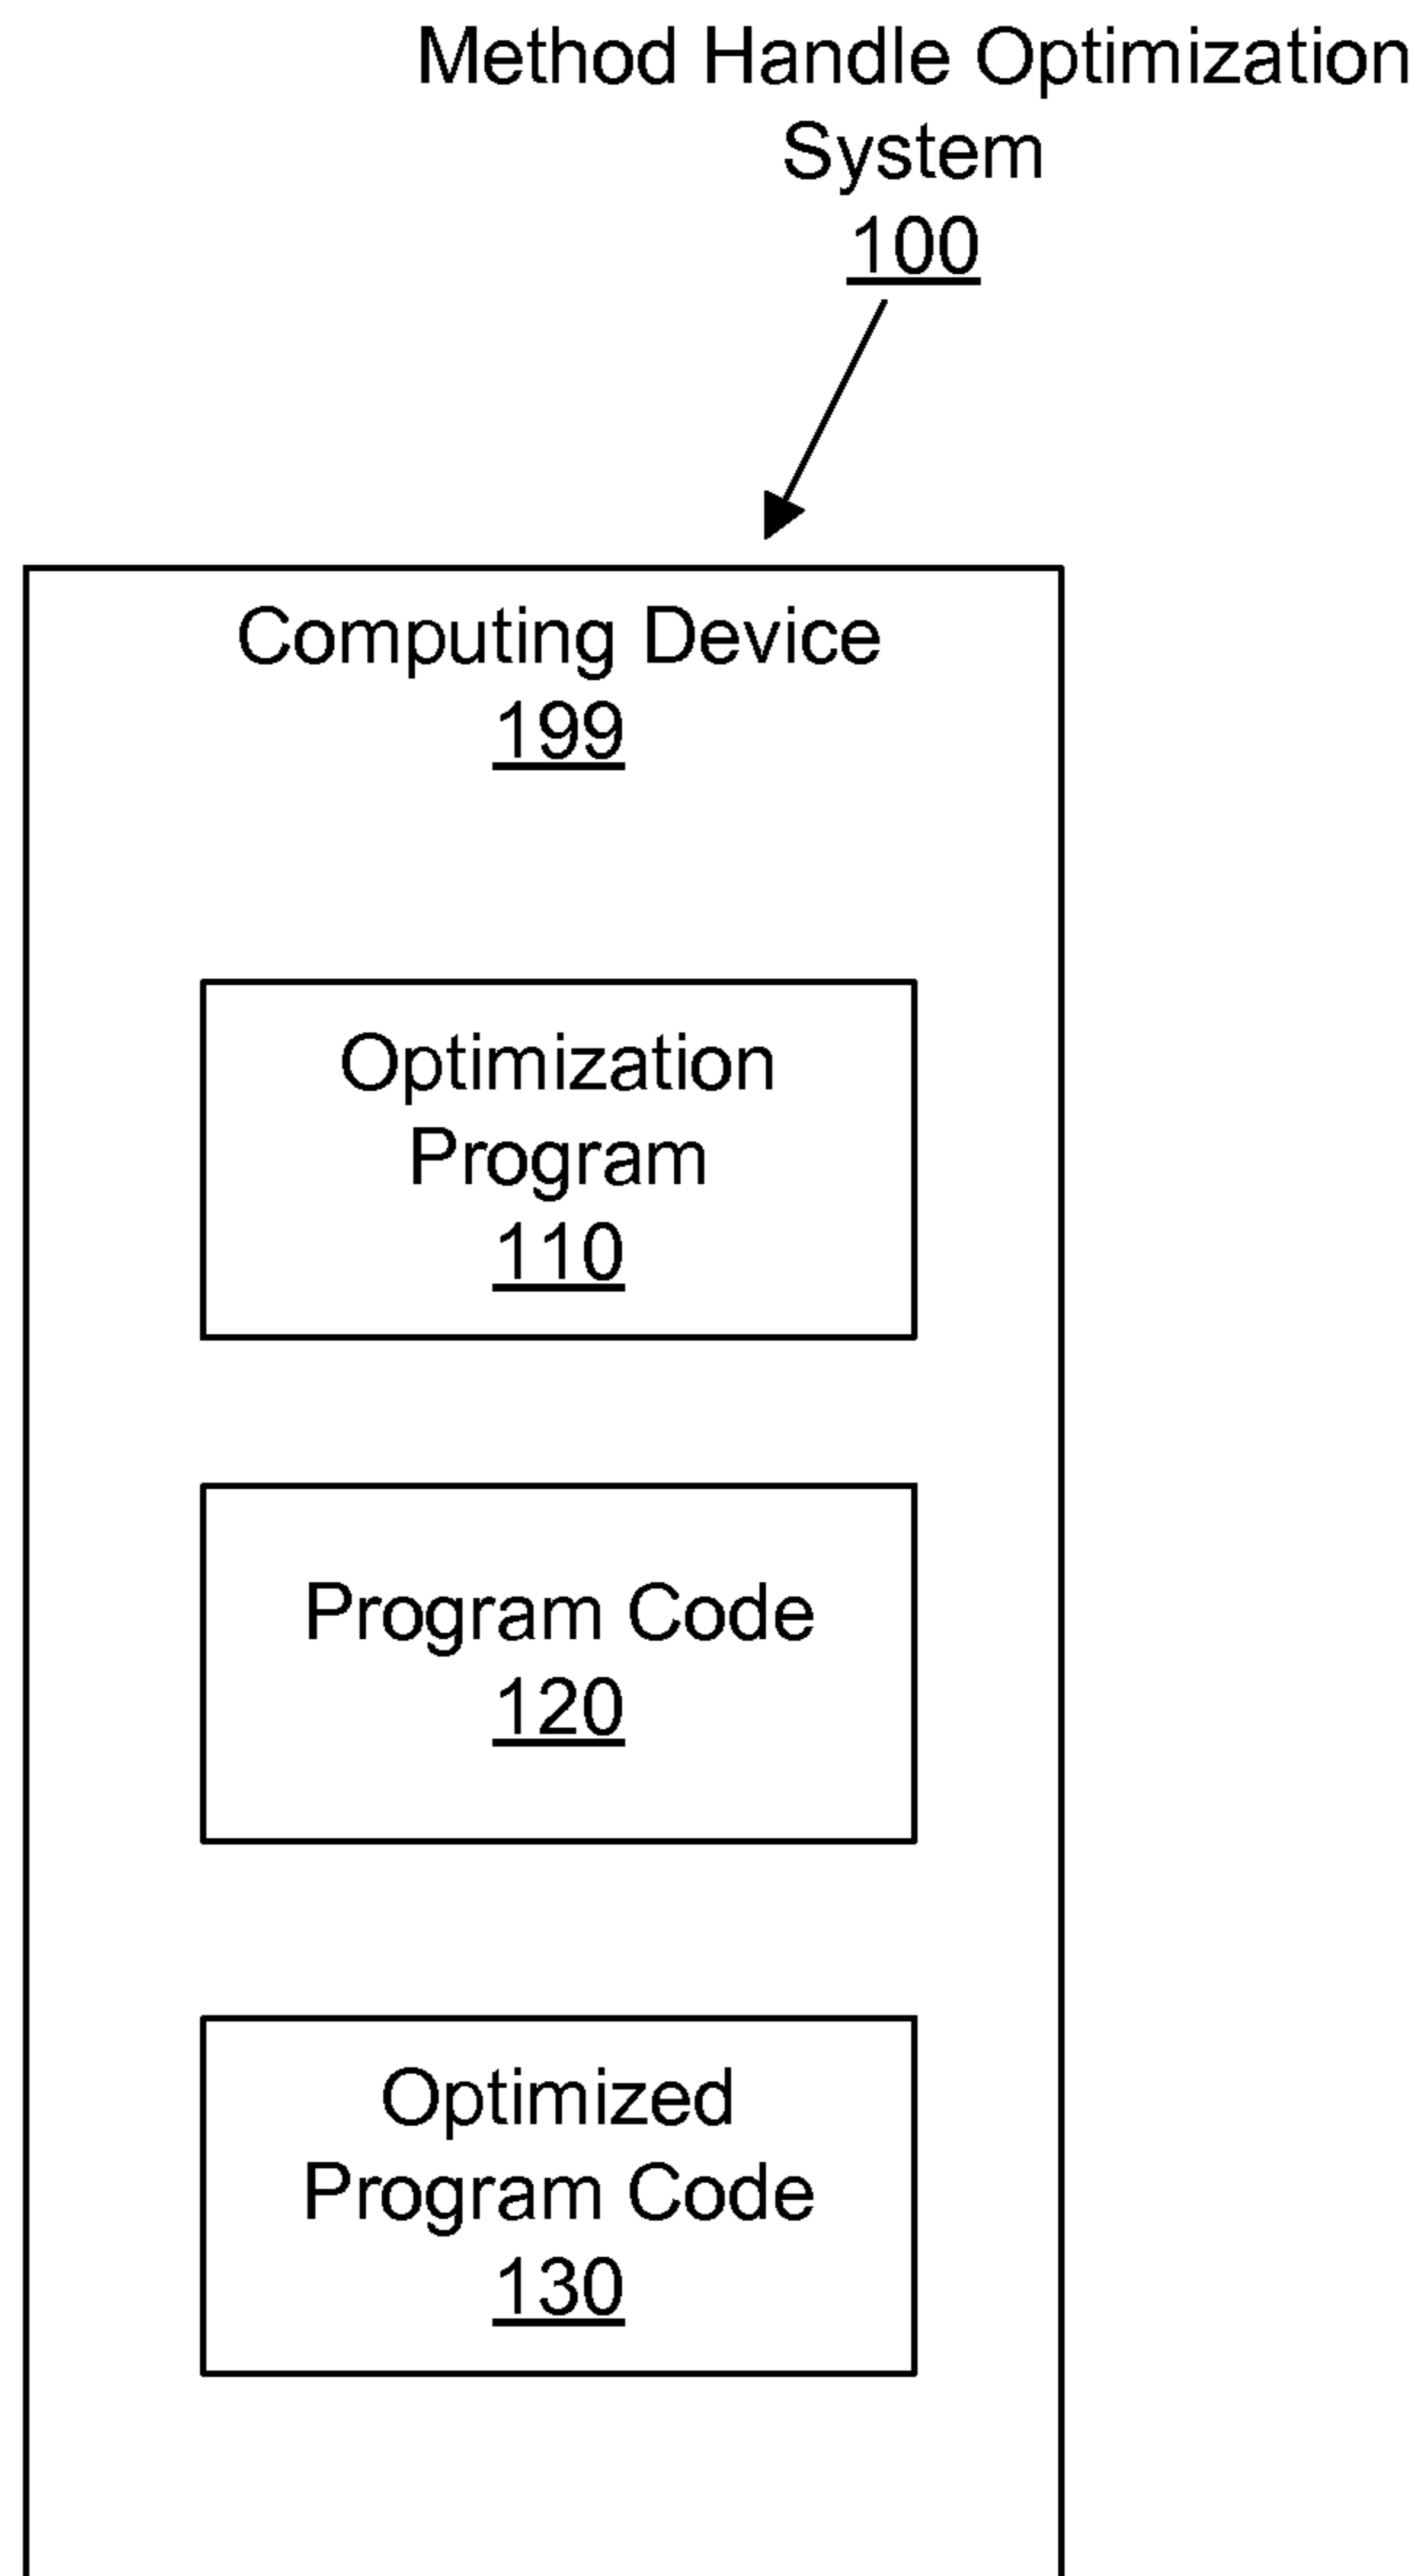 Method Handle Optimization
System
100
Computing Device
199
Optimization
Program
110
Program Code
120
Optimized
Program Code
130